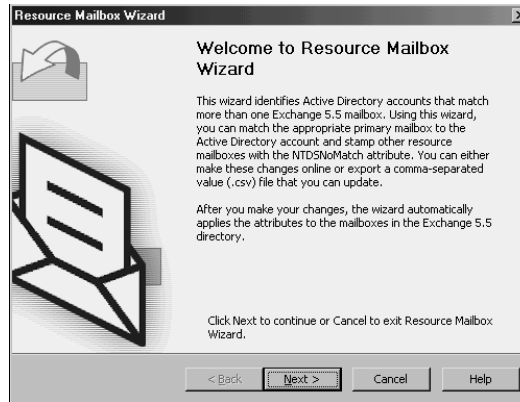 Resource Mailbox Wizard
Welcome to Resource Mailbox
Wizard
This wizard identifies Active Directory accounts that match
more than one Exchange 5.5 mailbox. Using this wizard,
you can match the appropriate primary mailbox to the
Active Directory account and stamp other resource
mailboxes with the NTDSNoMatch attribute. You can either
make these changes online or export a comma-separated
value (.csv) file that you can update.
After you make your changes, the wizard automatically
applies the attributes to the mailboxes in the Exchange 5.5
directory.
Click Next to continue or Cancel to exit Resource Mailbox
Wizard.
< Back Next > Cancel Help